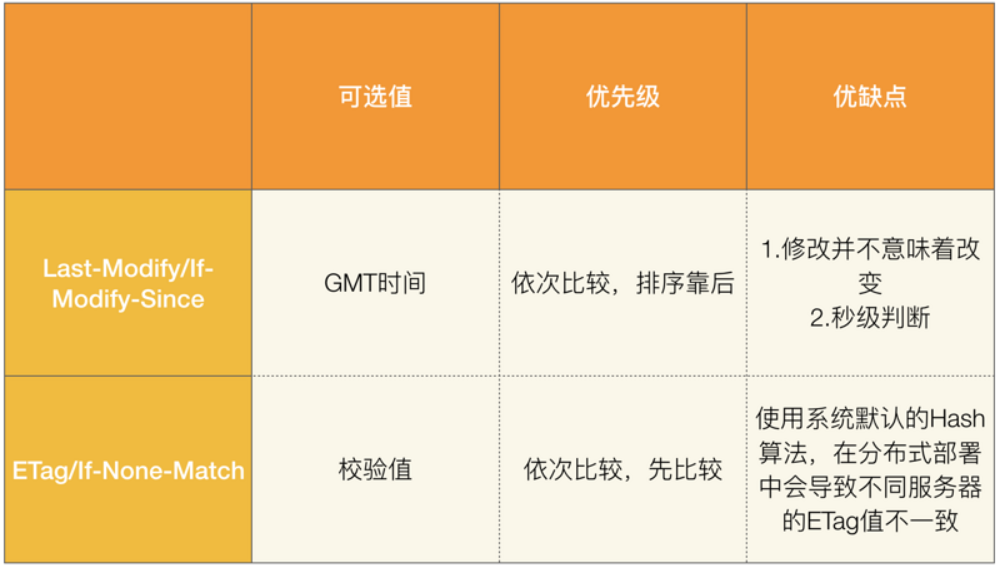 可选值
优先级
优缺点
Last-Modify/If-
Modify-Since
GMT时间
依次比较，排序靠后
1.修改并不意味着改
变
2.秒级判断
ETag/If-None-Match
校验值
依次比较，先比较
使用系统默认的Hash
算法，在分布式部署
中会导致不同服务器
的ETag值不一致